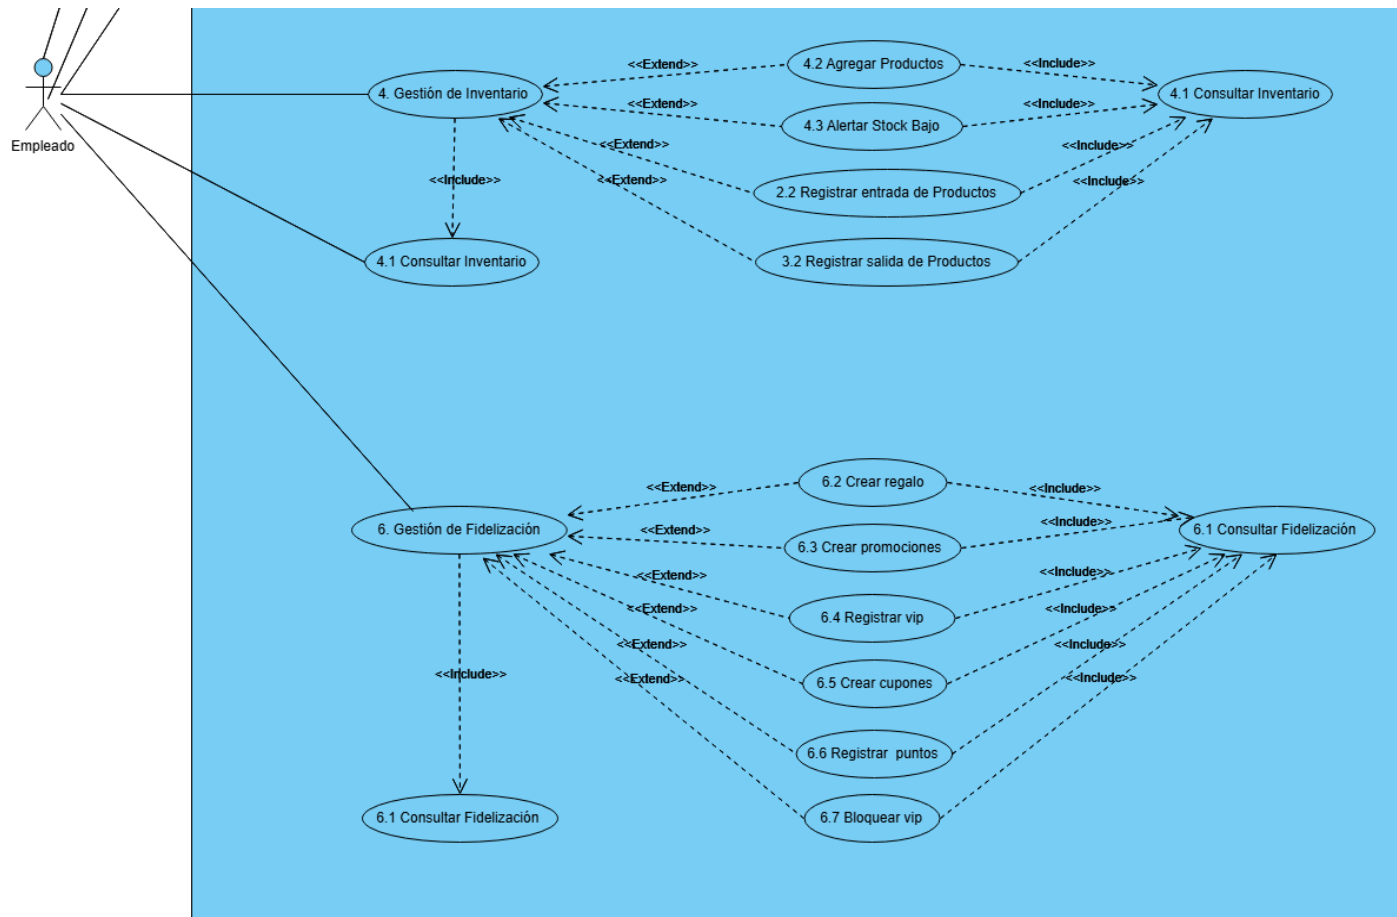 <<Extend>>
4.2 Agregar Productos
<<Include>>
4. Gestión de Inventario
4.1 Consultar Inventario
<<Extend>>
4.3 Alertar Stock Bajo
<<Include>>
Empleado
<<Extend>>
<<Include>>
<<Include>>
<<Extend>>
<<Include>>
2.2 Registrar entrada de Productos
4.1 Consultar Inventario
3.2 Registrar salida de Productos
<<Extend>>
6.2 Crear regalo
<<Include>>
6. Gestión de Fidelización
<<Extend>>
<<Include>>
6.1 Consultar Fidelización
6.3 Crear promociones
<<Extend>>
<<Include>>
<<Extend>>
<<Include>>
6.4 Registrar vip
<<Extend>>
<<Include>>
<<Include>>
<<Extend>>
6.5 Crear cupones
<<Include>>
6.6 Registrar  puntos
6.1 Consultar Fidelización
6.7 Bloquear vip